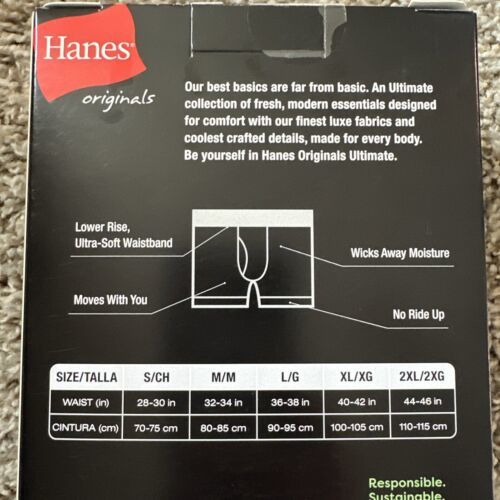 Hanes®
originals
Our best basics are far from basic. An Ultimate
collection of fresh, modern essentials designed
for comfort with our finest luxe fabrics and
coolest crafted details, made for every body.
Be yourself in Hanes Originals Ultimate.
Lower Rise,
Ultra-Soft Waistband
Wicks Away Moisture
Moves With You
No Ride Up
SIZE/TALLA S/CH M/M L/G XL/XG 2XL/2XG
WAIST (in) 28-30 in 32-34 in 36-38 in 40-42 in 44-46 in
CINTURA (cm) 70-75 cm 80-85 cm 90-95 cm 100-105 cm 110-115 cm
Responsible.
Sustainable.